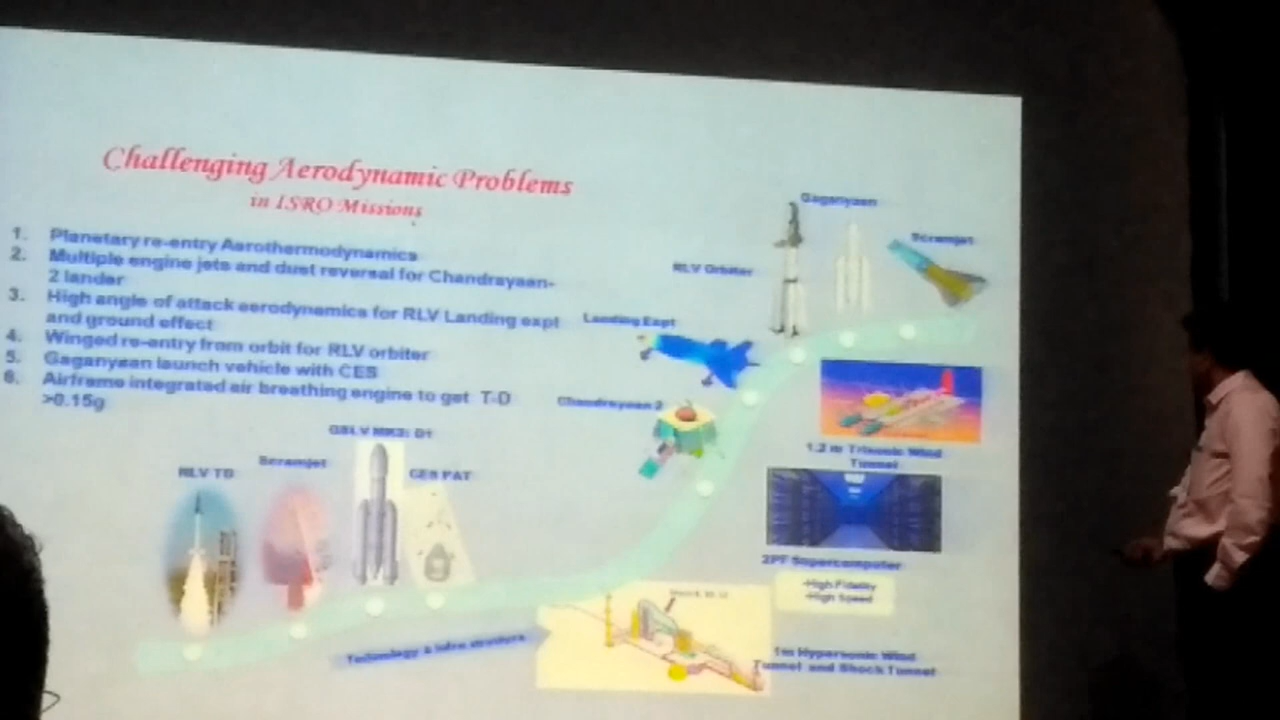 Challenging Aerodynamic Problems
in ISRO Missions
1. Planetary re-entry Aerothermodynamics
2. Multiple engine jets and dust reversal for Chandrayaan-
2 lander
3. High angle of attack aerodynamics for RLV Landing expt
and ground effect
4. Winged re-entry from orbit for RLV orbiter
5. Gaganyaan launch vehicle with CES
6. Airframe integrated air breathing engine to get T-D
>0.15g
Gaganyaan
Scramjet
RLV Orbiter
Landing Expt
Chandrayaan 2
GSLV MK3: D1
Scramjet
RLV TD
CES PAT
1.2 m Trisonic Wind
Tunnel
2PF Supercomputer
•High Fidelity
•High Speed
Technology & Infra structure
1m Hypersonic Wind
Tunnel and Shock Tunnel